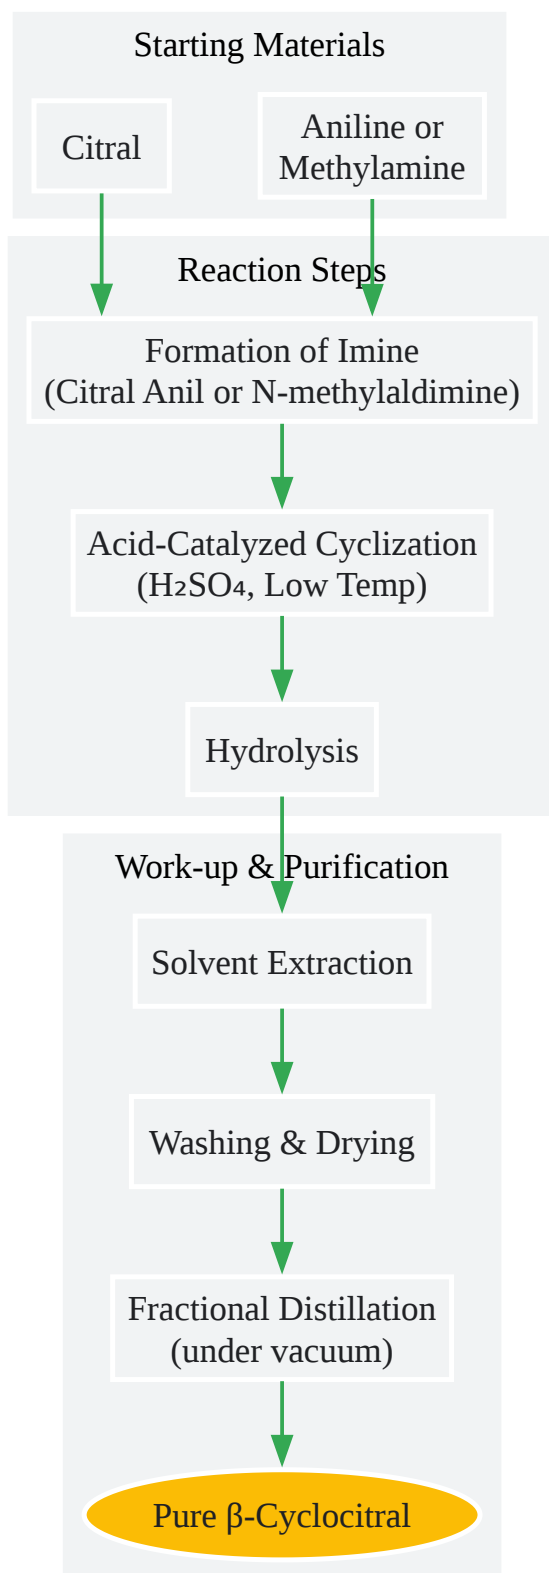 Starting Materials
Citral
Aniline or
Methylamine
Reaction Steps
Formation of Imine
(Citral Anil or N-methylaldimine)
Acid-Catalyzed Cyclization
(H₂SO₄, Low Temp)
Hydrolysis
Work-up & Purification
Solvent Extraction
Washing & Drying
Fractional Distillation
(under vacuum)
Pure β-Cyclocitral